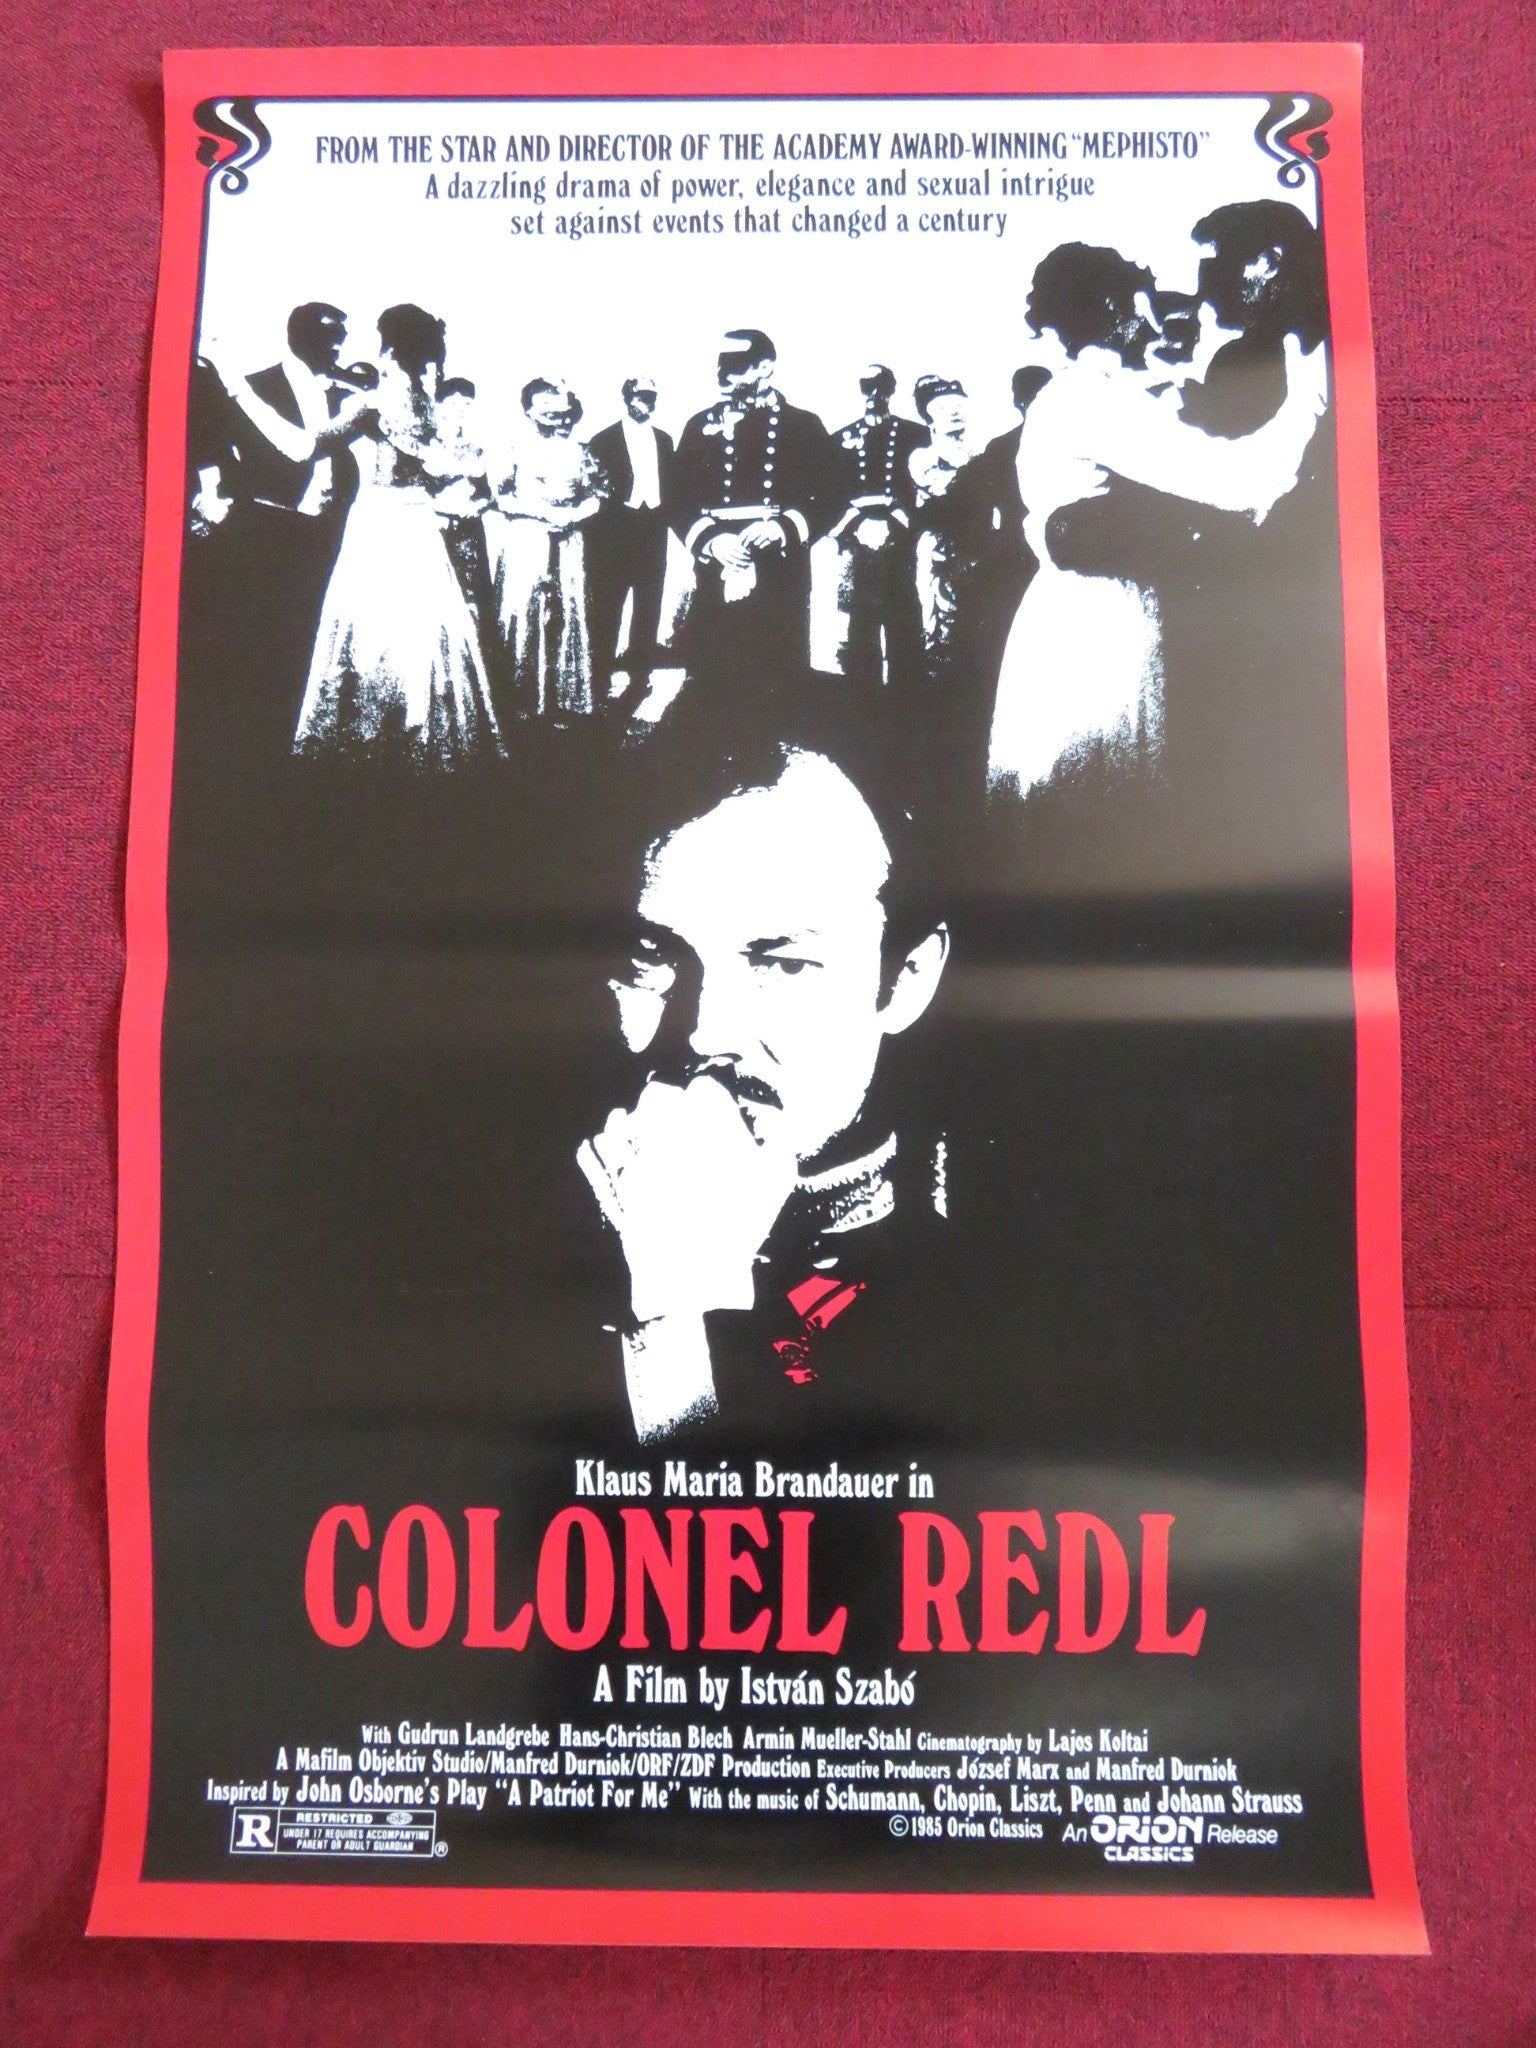 FROM THE STAR AND DIRECTOR OF THE ACADEMY AWARD-WINNING "MEPHISTO"
A dazzling drama of power, elegance and sexual intrigue
set against events that changed a century
Klaus Maria Brandauer in
COLONEL REDL
A Film by István Szabó
With Gudrun Landgrebe Hans-Christian Blech Armin Mueller-Stahl Cinematography by Lajos Koltai
A Mafilm Objektiv Studio/Manfred Durniok/ORF/ZDF Production Executive Producers József Marx and Manfred Durniok
Inspired by John Osborne's Play "A Patriot For Me" With the music of Schumann, Chopin, Liszt, Penn and Johann Strauss
R RESTRICTED
UNDER 17 REQUIRES ACCOMPANYING
PARENT OR ADULT GUARDIAN ®
© 1985 Orion Classics An ORION Release
CLASSICS